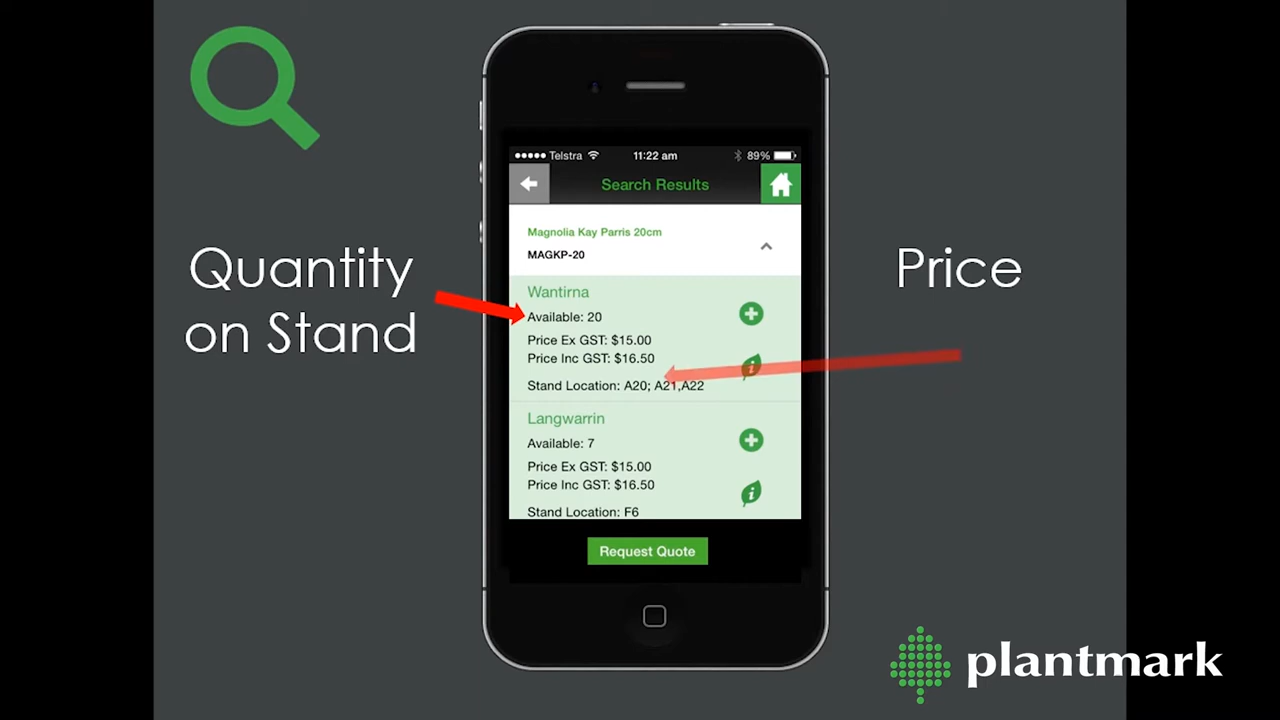 Quantity
on Stand
Price
Telstra 11:22 am 89%
Search Results
Magnolia Kay Parris 20cm
MAGKP-20
Wantirna
Available: 20
Price Ex GST: $15.00
Price Inc GST: $16.50
Stand Location: A20; A21,A22
Langwarrin
Available: 7
Price Ex GST: $15.00
Price Inc GST: $16.50
Stand Location: F6
Request Quote
plantmark